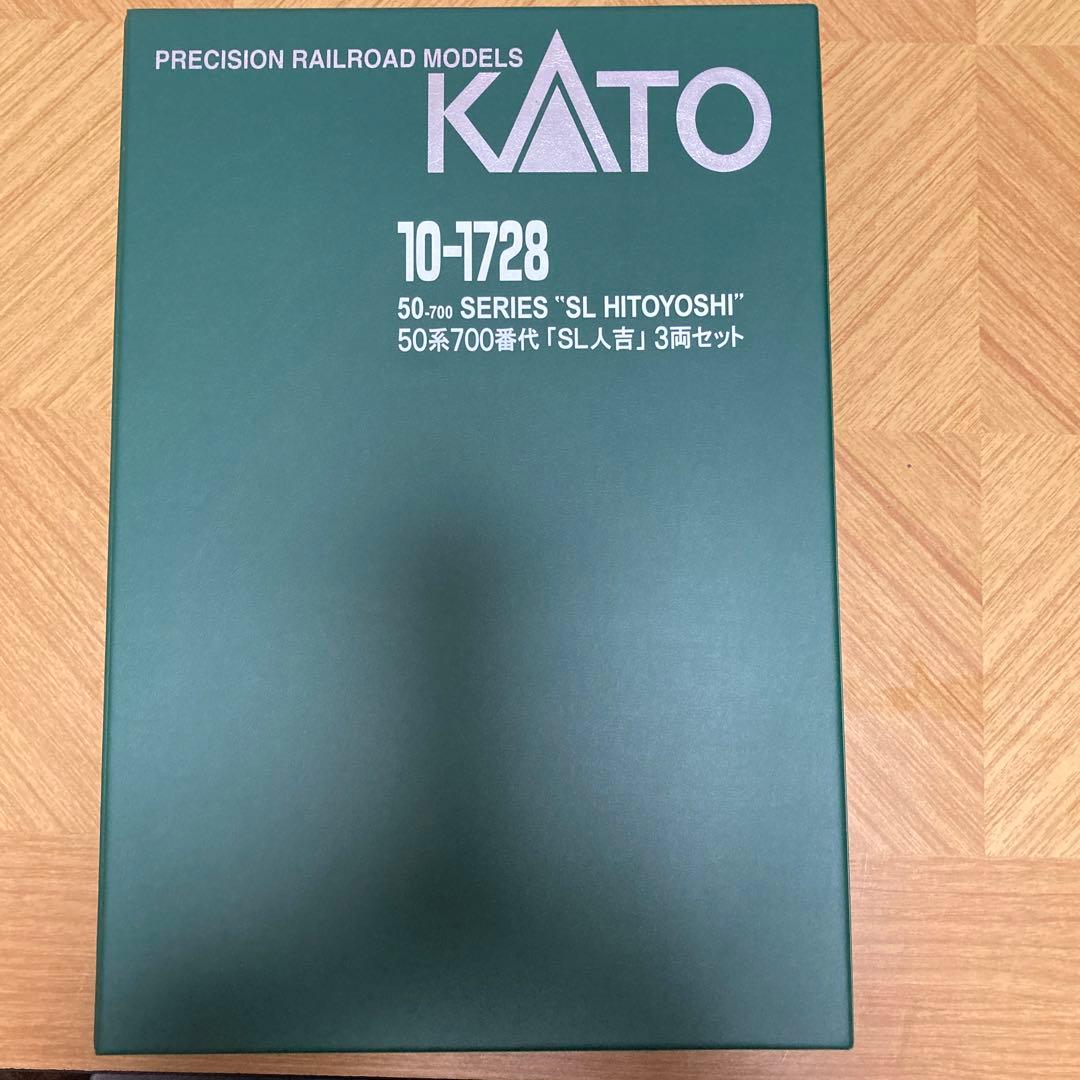 PRECISION RAILROAD MODELS
KATO
10-1728
50-700 SERIES “SL HITOYOSHI”
50系700番代「SL人吉」3両セット